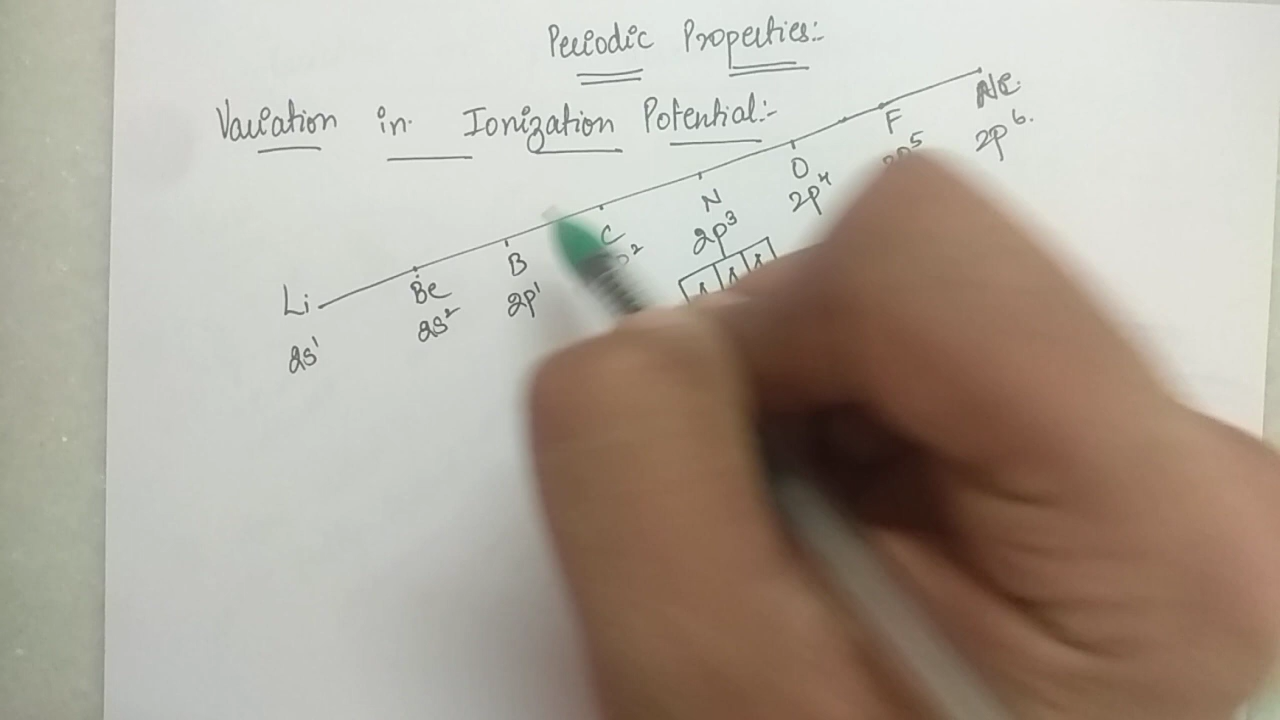 Periodic Properties:-
Variation in Ionization Potential:-
Li Be B C N O F Ne
2s¹ 2s² 2p¹ 2p³ 2p⁴ 2p⁶.